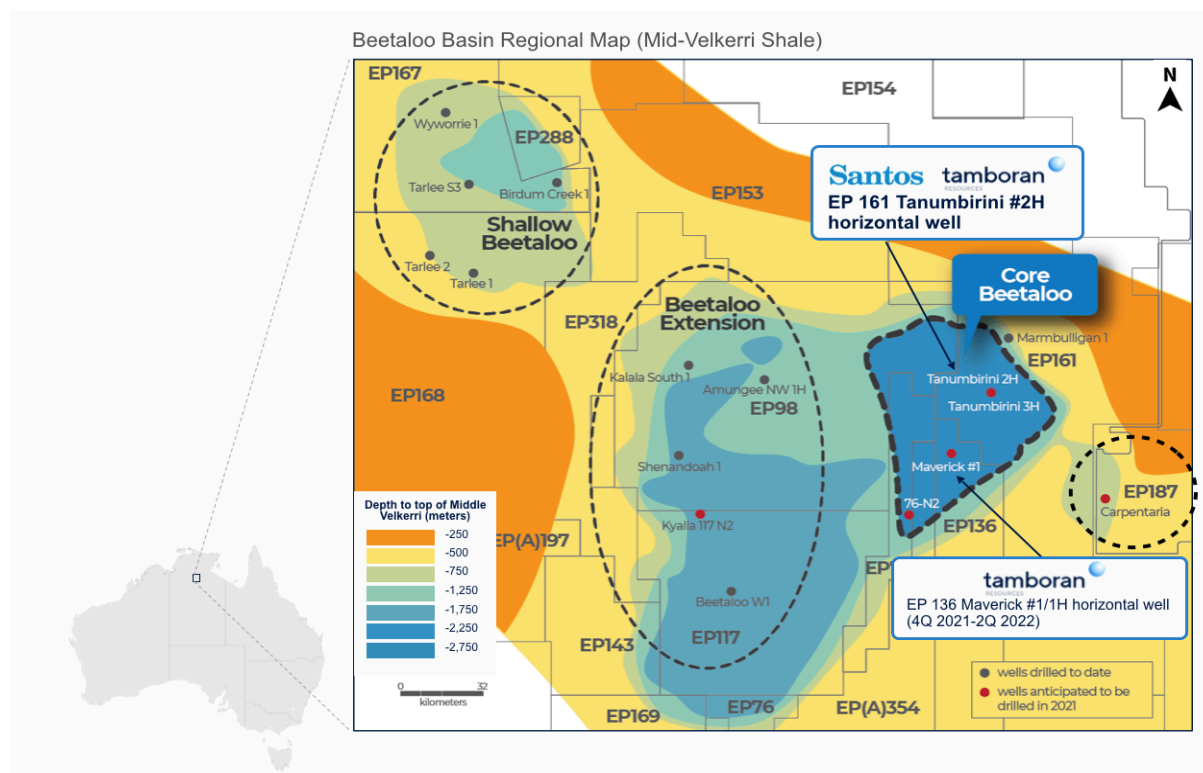 Beetaloo Basin Regional Map (Mid-Velkerri Shale)
EP167
EP154
N
Wyworrie 1
EP288
Santos tamboran
RESOURCES
EP 161 Tanumbirini #2H
horizontal well
Tarlee S3
Birdum Creek 1
EP153
Shallow
Beetaloo
Tarlee 2
Tarlee 1
Core
Beetaloo
Beetaloo
Extension
EP318
Marmbulligan 1
EP161
Kalala South 1
Amungee NW 1H
Tanumbirini 2H
EP168
EP98
Tanumbirini 3H
Shenandoah 1
Maverick #1
EP187
Carpentaria
Depth to top of Middle
Velkerri (meters)
-250
-500
-750
-1,250
-1,750
-2,250
-2,750
76-N2
Kyalla 117 N2
EP136
EP(A)197
tamboran
RESOURCES
EP 136 Maverick #1/1H horizontal well
(4Q 2021-2Q 2022)
Beetaloo W1
EP143
EP117
wells drilled to date
wells anticipated to be
drilled in 2021
0 32
kilometers
EP169
EP76
EP(A)354